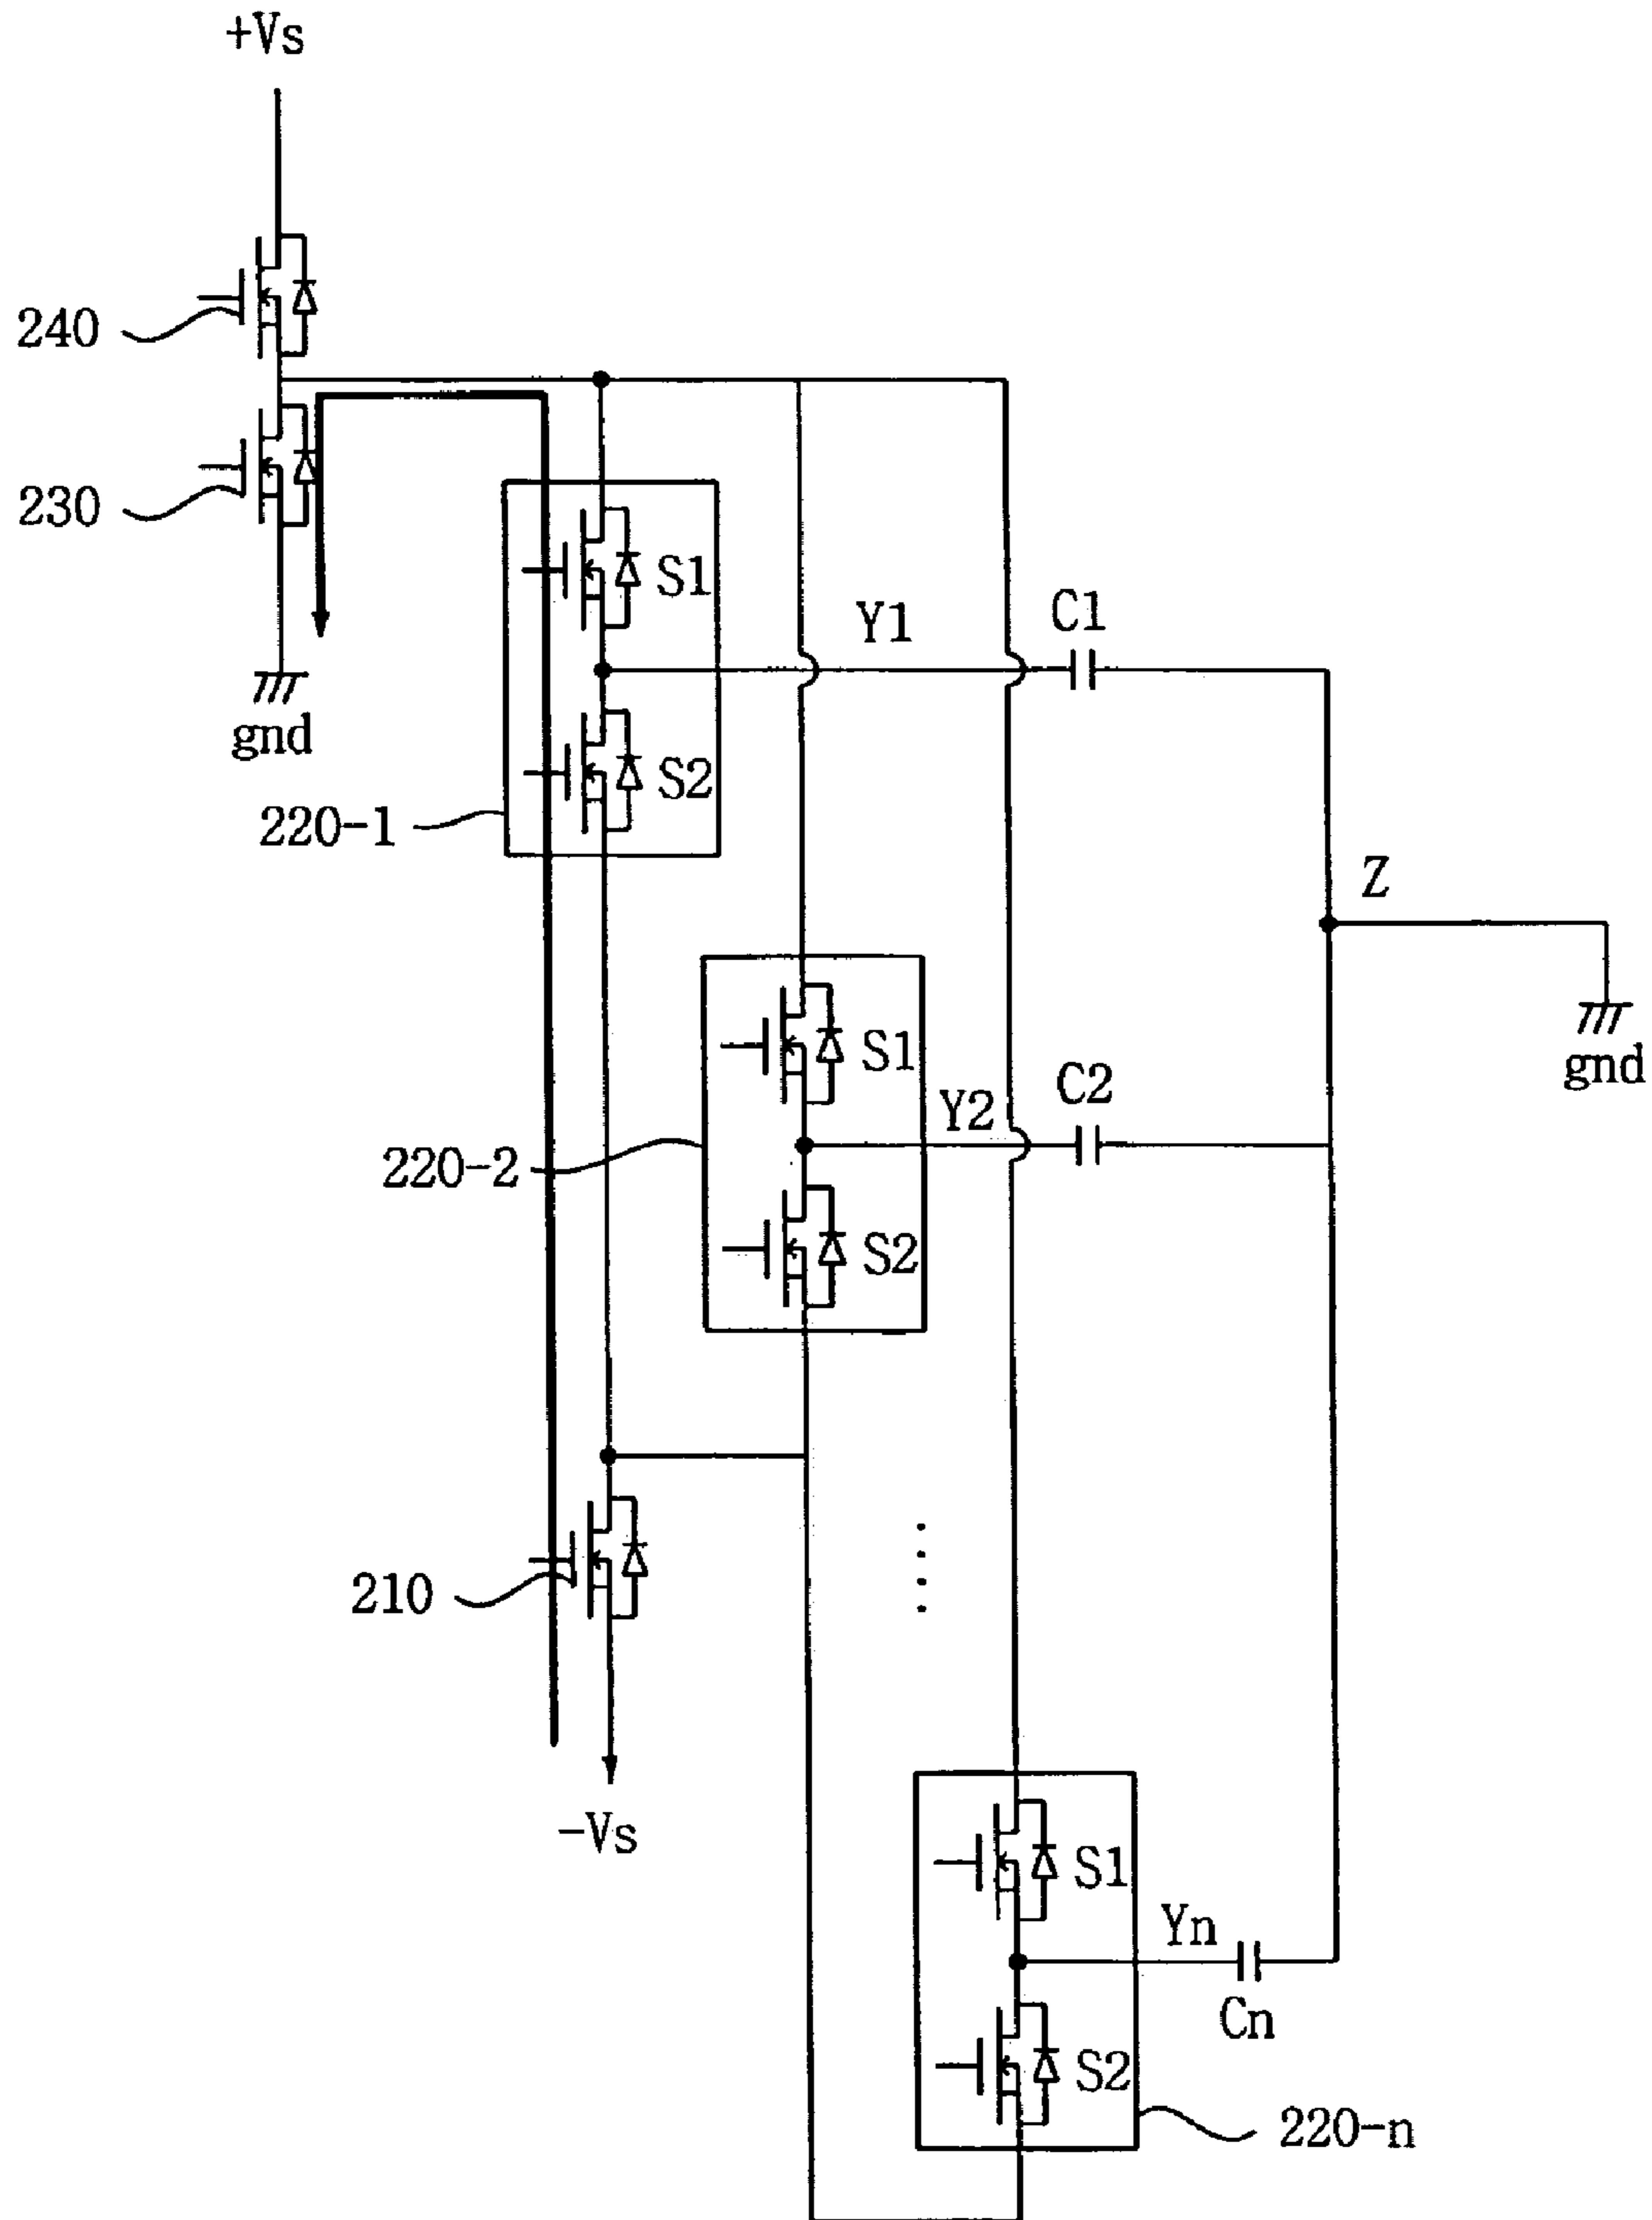 +Vs
240
230
gnd
S1
Y1
C1
S2
220-1
Z
gnd
S1
C2
Y2
220-2
S2
210
-Vs
S1
Yn
Cn
S2
220-n